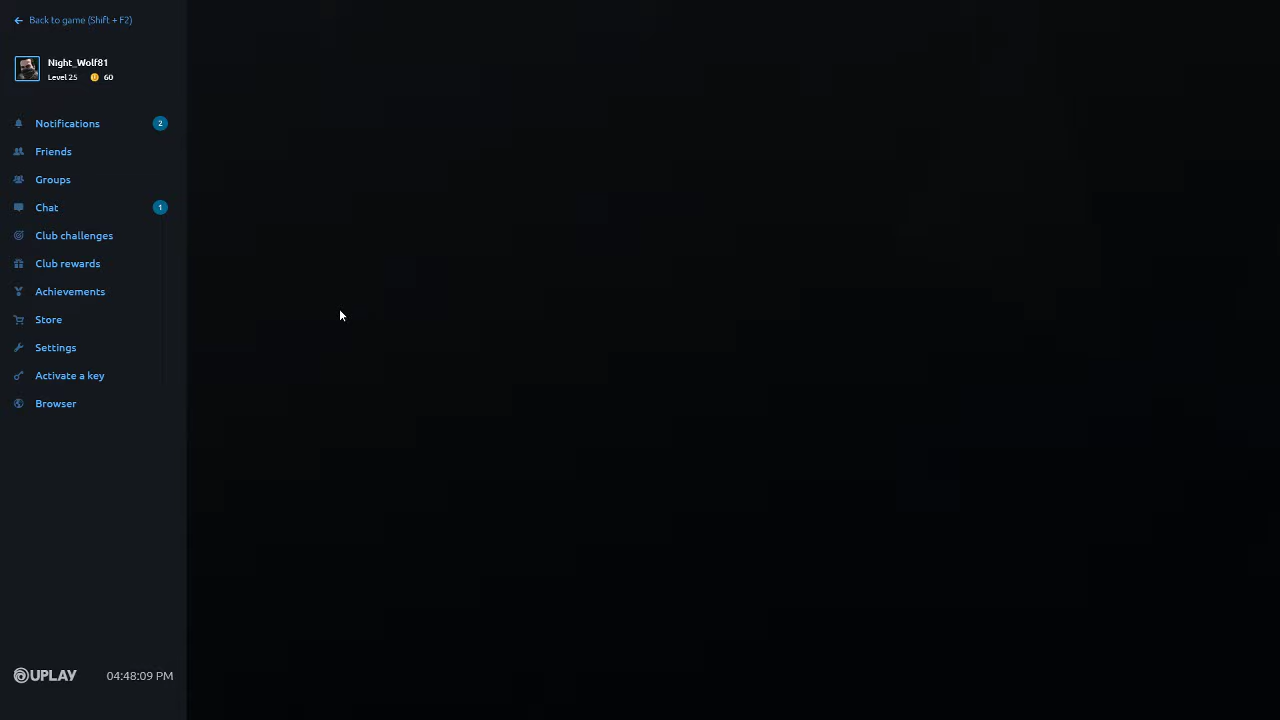 Back to game (Shift + F2)
Night_Wolf81
Level 25 60
Notifications 2
Friends
Groups
Chat 1
Club challenges
Club rewards
Achievements
Store
Settings
Activate a key
Browser
UPLAY 04:48:09 PM